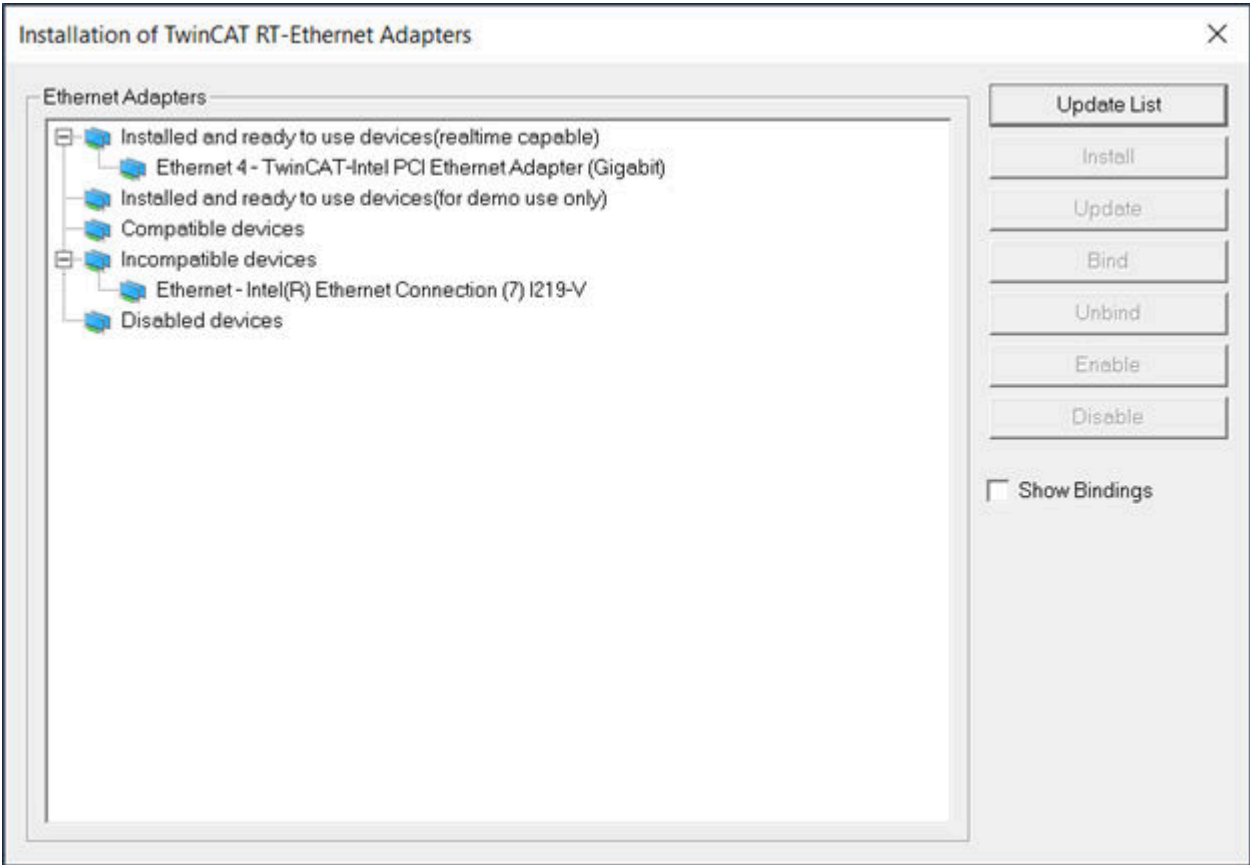 Installation of TwinCAT RT-Ethernet Adapters
Ethernet Adapters
Installed and ready to use devices(realtime capable)
Ethernet 4 - TwinCAT-Intel PCI Ethernet Adapter (Gigabit)
Installed and ready to use devices(for demo use only)
Compatible devices
Incompatible devices
Ethernet - Intel(R) Ethernet Connection (7) I219-V
Disabled devices
Update List
Install
Update
Bind
Unbind
Enable
Disable
Show Bindings